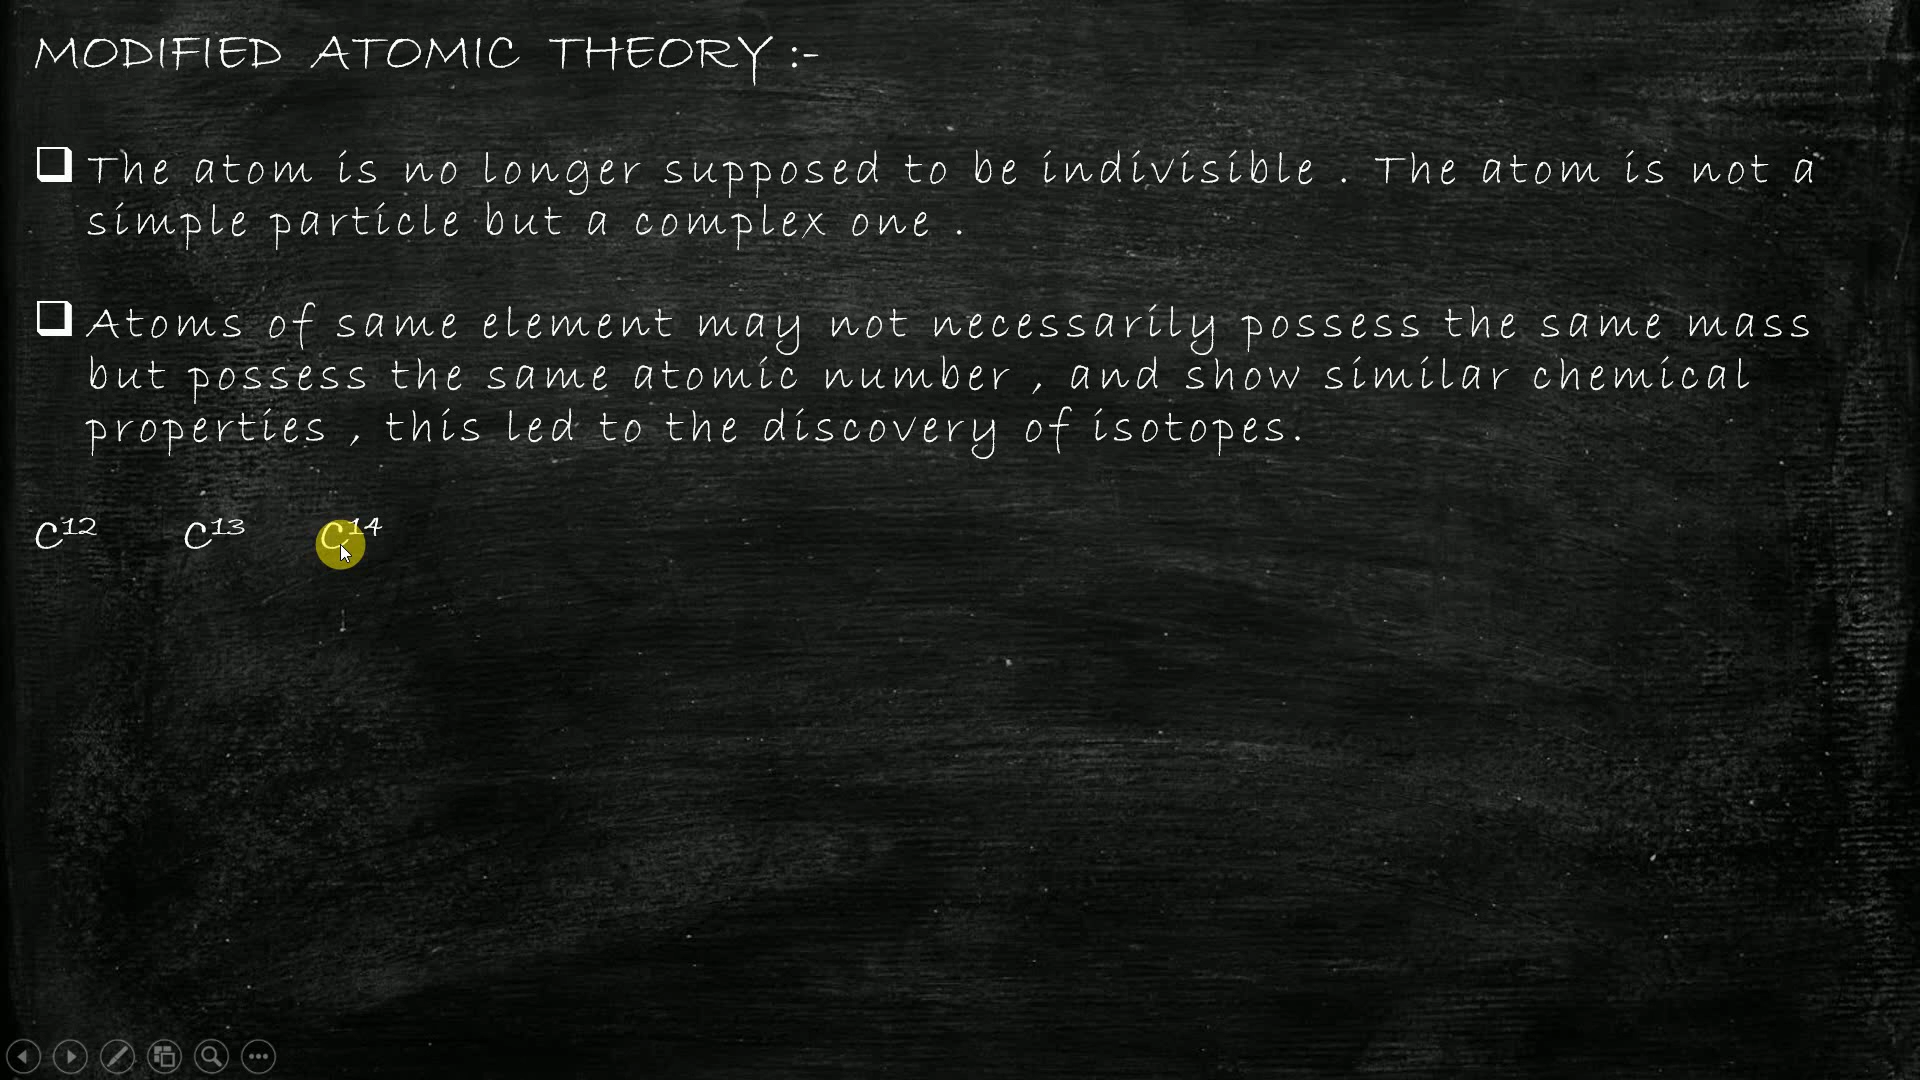 MODIFIED ATOMIC THEORY :-
The atom is no longer supposed to be indivisible . The atom is not a
simple particle but a complex one .
Atoms of same element may not necessarily possess the same mass
but possess the same atomic number , and show similar chemical
properties , this led to the discovery of isotopes.
C¹² C¹³ C¹⁴